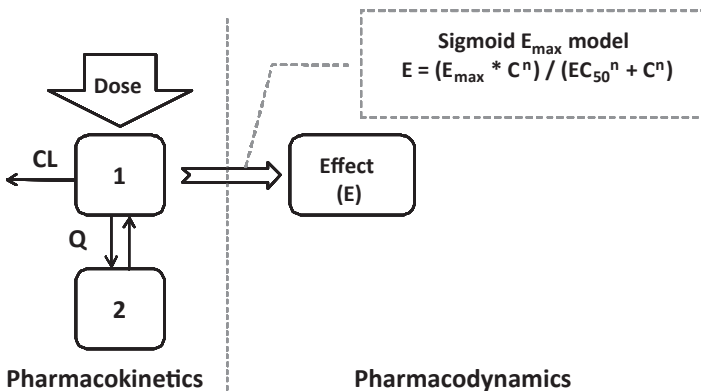 Sigmoid Eₘₐₓ model
E = (Eₘₐₓ * Cⁿ) / (EC₅₀ⁿ + Cⁿ)
Dose
CL
1
Effect
(E)
Q
2
Pharmacokinetics
Pharmacodynamics